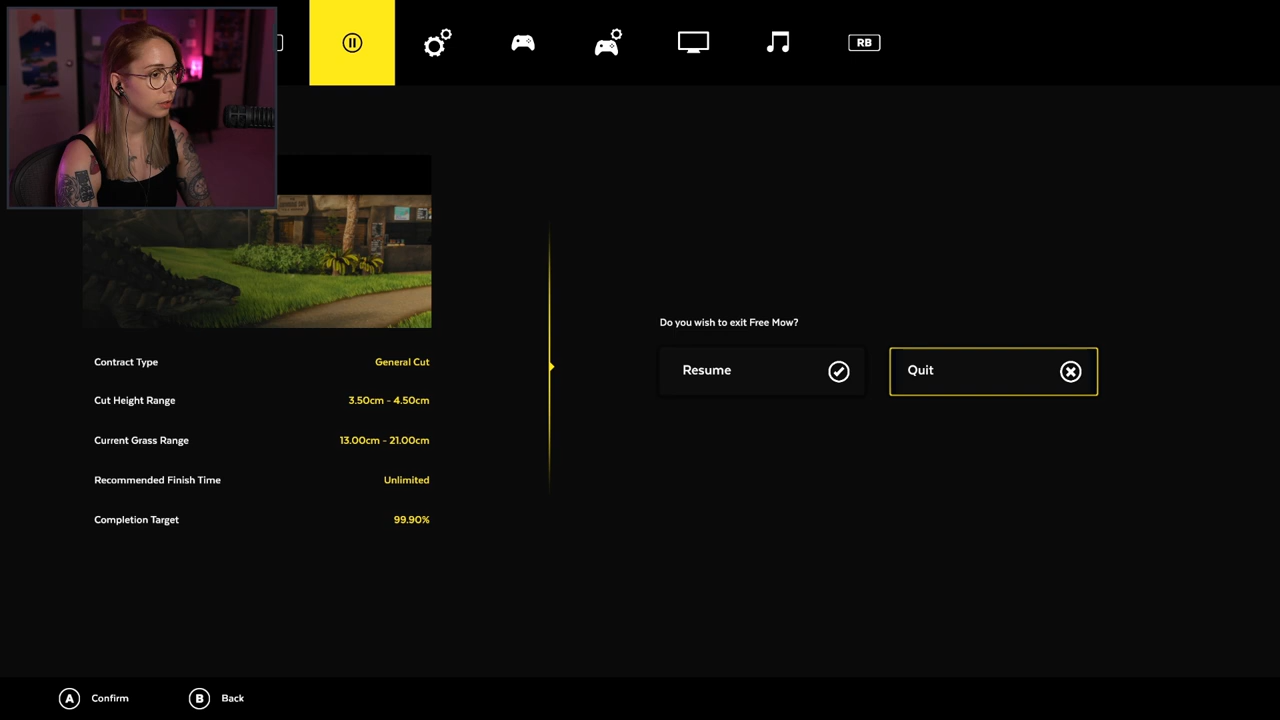 RB
Do you wish to exit Free Mow?
Resume
Quit
Contract Type General Cut
Cut Height Range 3.50cm - 4.50cm
Current Grass Range 13.00cm - 21.00cm
Recommended Finish Time Unlimited
Completion Target 99.90%
A Confirm B Back